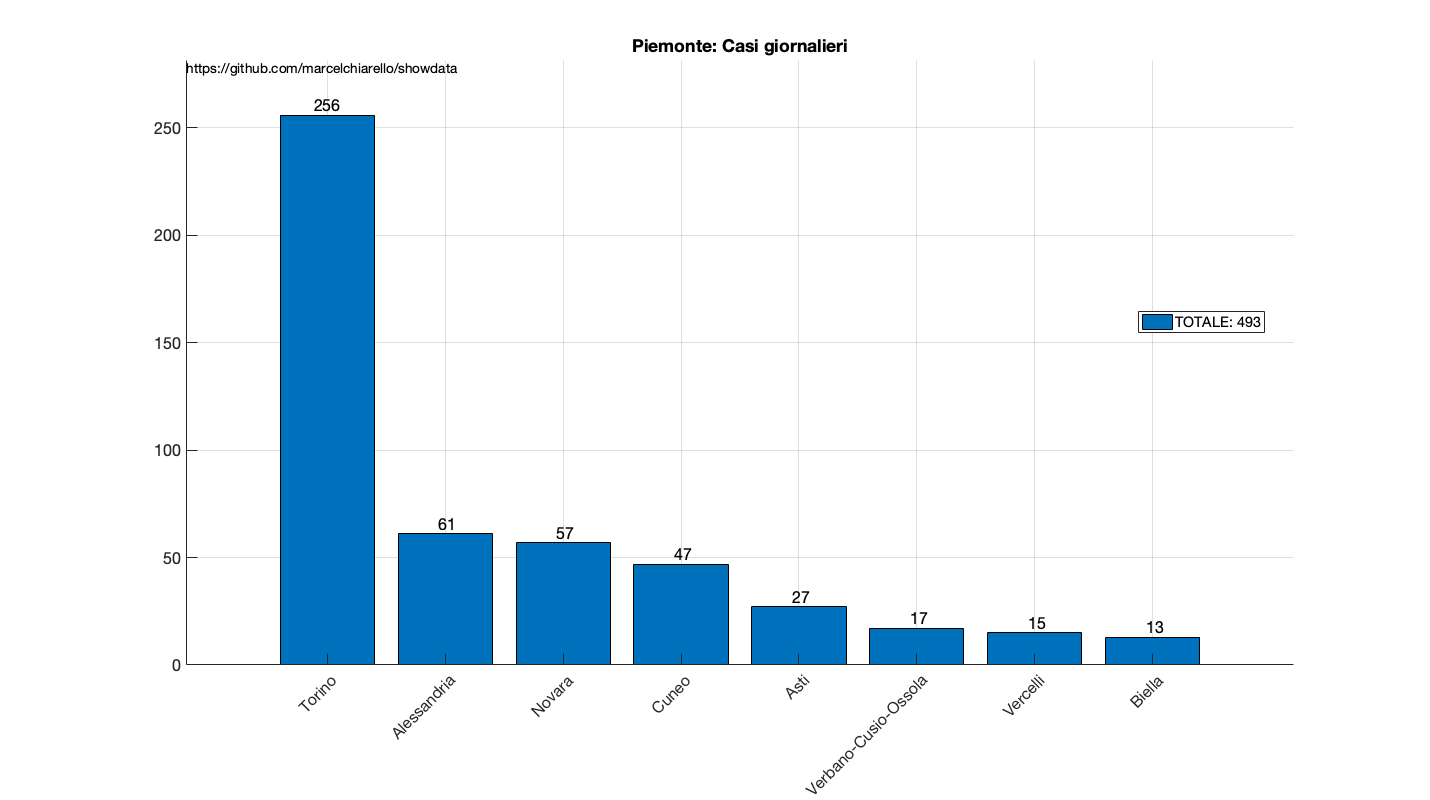 Piemonte: Casi giornalieri
https://github.com/marcelchiarello/showdata
256
250
200
TOTALE: 493
150
100
61
57
50
47
27
17
15
13
0
Torino
Alessandria
Novara
Cuneo
Asti
Verbano-Cusio-Ossola
Vercelli
Biella